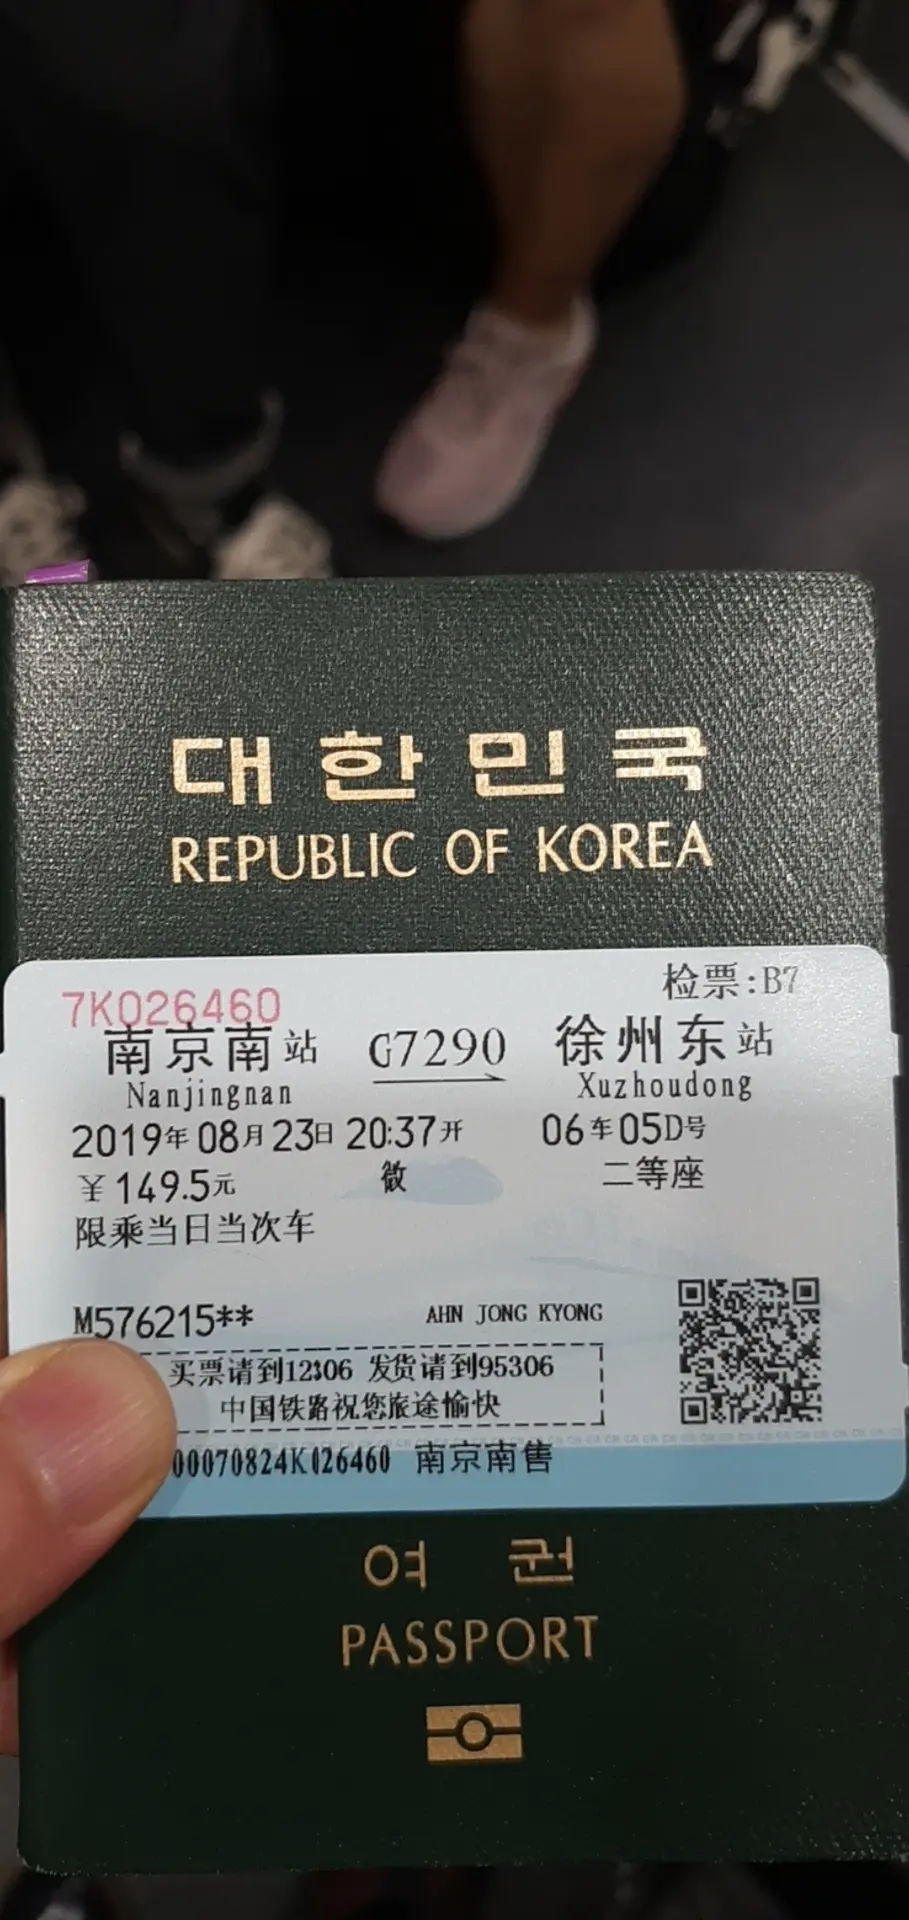 대한민국
REPUBLIC OF KOREA
7K026460
检票:B7
南京南站 G7290 徐州东站
Nanjingnan Xuzhoudong
2019年08月23日 20:37开 06车05D号
¥149.5元 二等座
限乘当日当次车
M576215** AHN JONG KYONG
买票请到12306 发货请到95306
中国铁路祝您旅途愉快
00070824K026460 南京南售
여권
PASSPORT